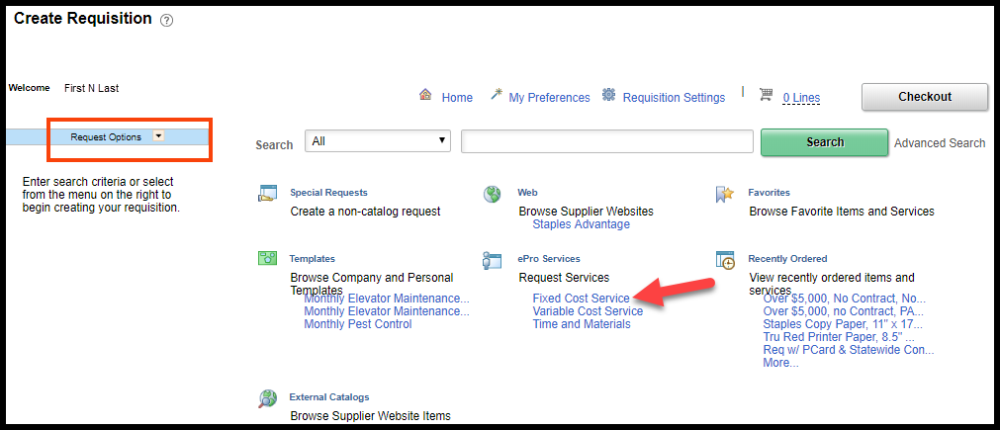 Create Requisition ?
Welcome First N Last
Home My Preferences Requisition Settings 0 Lines Checkout
Request Options
Search All Search Advanced Search
Enter search criteria or select
from the menu on the right to
begin creating your requisition.
Special Requests
Create a non-catalog request
Web
Browse Supplier Websites
Staples Advantage
Favorites
Browse Favorite Items and Services
Templates
Browse Company and Personal
Templates
Monthly Elevator Maintenance...
Monthly Elevator Maintenance...
Monthly Pest Control
ePro Services
Request Services
Fixed Cost Service
Variable Cost Service
Time and Materials
Recently Ordered
View recently ordered items and
services
Over $5,000, No Contract, No...
Over $5,000, no Contract, PA...
Staples Copy Paper, 11" x 17...
Tru Red Printer Paper, 8.5" ...
Req w/ PCard & Statewide Con...
More...
External Catalogs
Browse Supplier Website Items